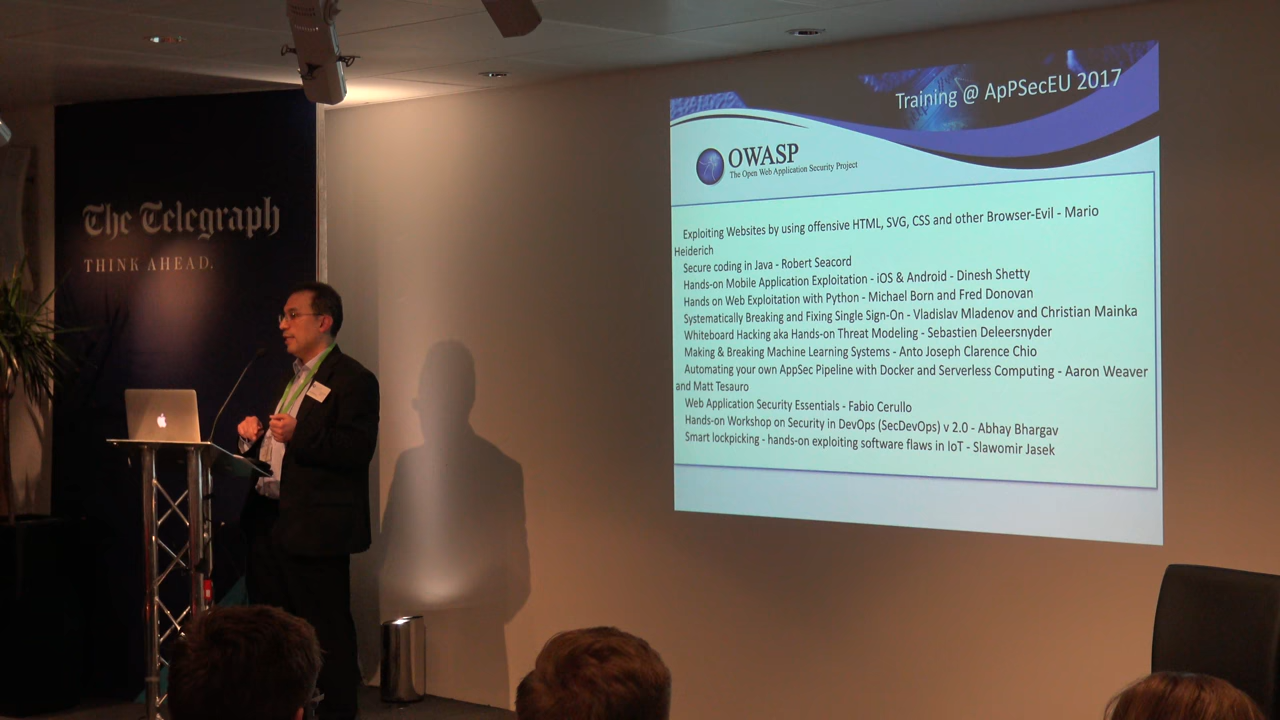 The Telegraph
THINK AHEAD.
Training @ ApPSecEU 2017
OWASP
The Open Web Application Security Project
Exploiting Websites by using offensive HTML, SVG, CSS and other Browser-Evil - Mario
Heiderich
Secure coding in Java - Robert Seacord
Hands-on Mobile Application Exploitation - iOS & Android - Dinesh Shetty
Hands on Web Exploitation with Python - Michael Born and Fred Donovan
Systematically Breaking and Fixing Single Sign-On - Vladislav Mladenov and Christian Mainka
Whiteboard Hacking aka Hands-on Threat Modeling - Sebastien Deleersnyder
Making & Breaking Machine Learning Systems - Anto Joseph Clarence Chio
Automating your own AppSec Pipeline with Docker and Serverless Computing - Aaron Weaver
and Matt Tesauro
Web Application Security Essentials - Fabio Cerullo
Hands-on Workshop on Security in DevOps (SecDevOps) v 2.0 - Abhay Bhargav
Smart lockpicking - hands-on exploiting software flaws in IoT - Slawomir Jasek